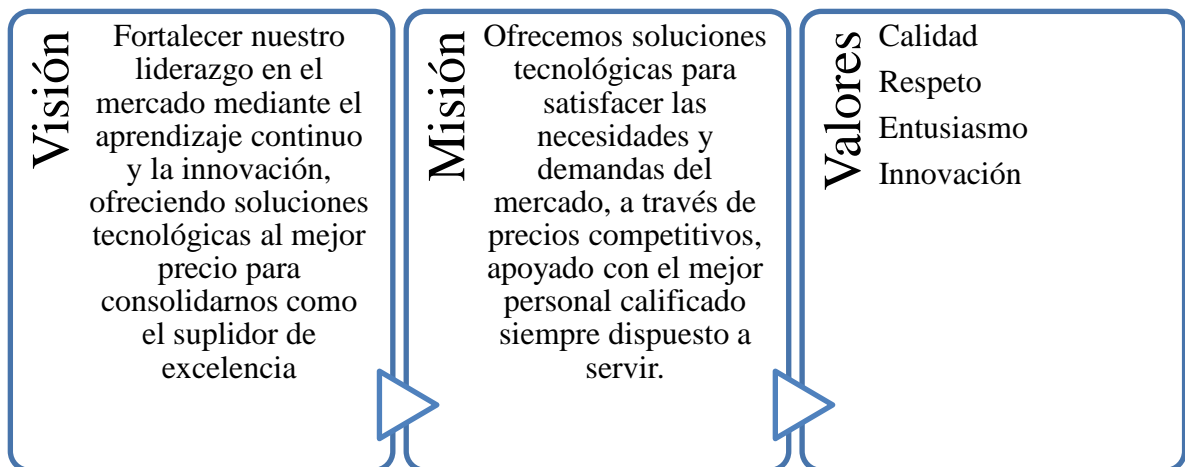 Visión
Fortalecer nuestro
liderazgo en el
mercado mediante el
aprendizaje continuo
y la innovación,
ofreciendo soluciones
tecnológicas al mejor
precio para
consolidarnos como
el suplidor de
excelencia
Misión
Ofrecemos soluciones
tecnológicas para
satisfacer las
necesidades y
demandas del
mercado, a través de
precios competitivos,
apoyado con el mejor
personal calificado
siempre dispuesto a
servir.
Valores
Calidad
Respeto
Entusiasmo
Innovación